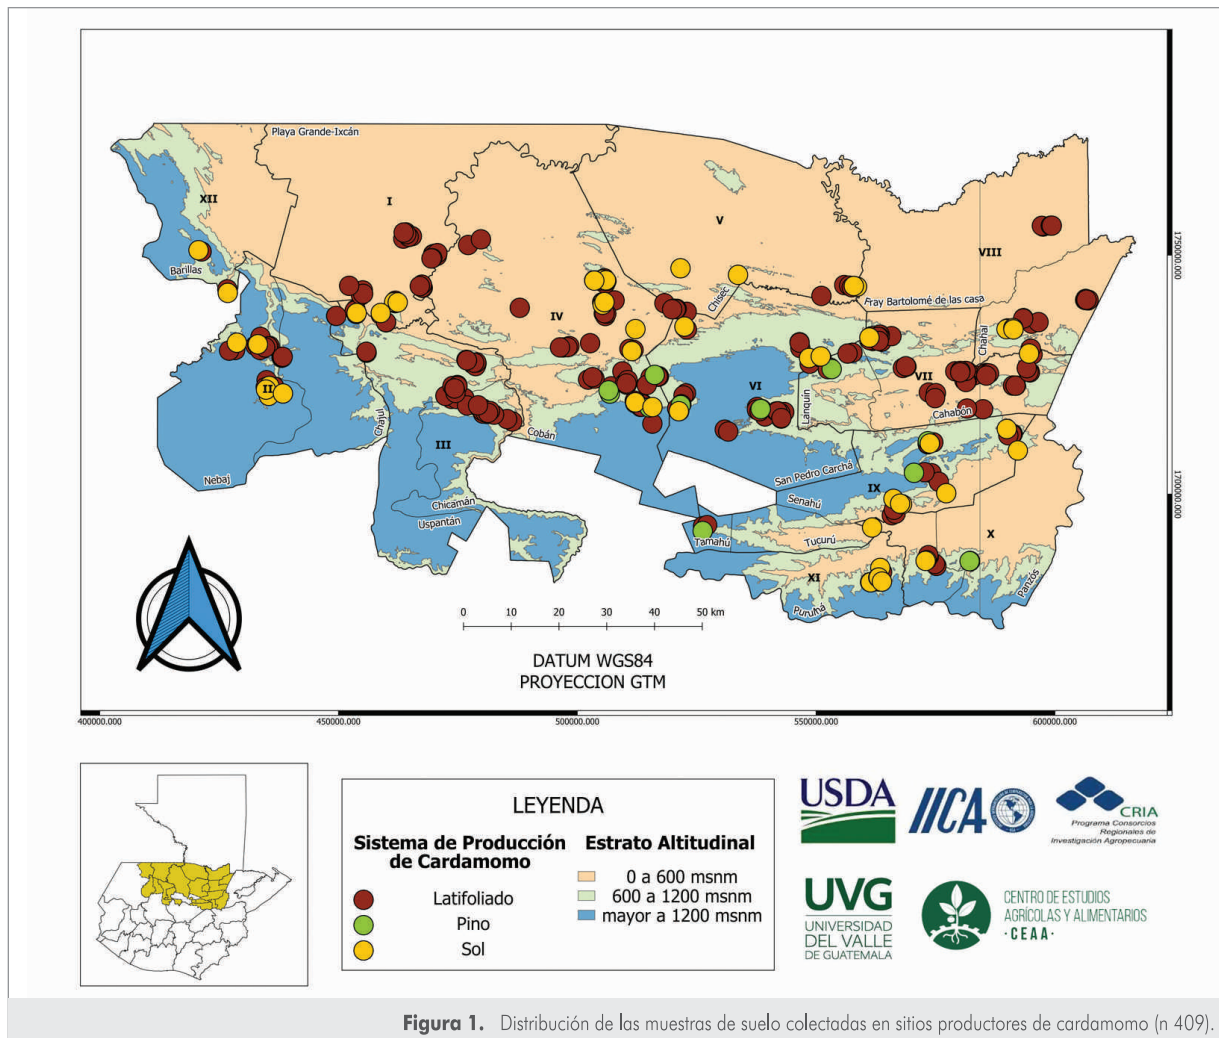 Playa Grande-Ixcán
XII
I
V
VIII
Barillas
Chisec
Fray Bartolomé de las casa
IV
Chahal
II
VI
VII
Lanquín
Cahabón
Chajul
III
Cobán
San Pedro Carchá
Nebaj
IX
Senahú
Chicamán
Uspantán
Tamahú
Tucurú
X
XI
Panzós
Purulhá
0 10 20 30 40 50 km
DATUM WGS84
PROYECCION GTM
1750000.000
1700000.000
400000.000 450000.000 500000.000 550000.000 600000.000
LEYENDA
Sistema de Producción
de Cardamomo
Latifoliado
Pino
Sol
Estrato Altitudinal
0 a 600 msnm
600 a 1200 msnm
mayor a 1200 msnm
USDA
IICA
CRIA
Programa Consorcios
Regionales de
Investigación Agropecuaria
UVG
UNIVERSIDAD
DEL VALLE
DE GUATEMALA
CENTRO DE ESTUDIOS
AGRÍCOLAS Y ALIMENTARIOS
·CEAA·
Figura 1. Distribución de las muestras de suelo colectadas en sitios productores de cardamomo (n 409).